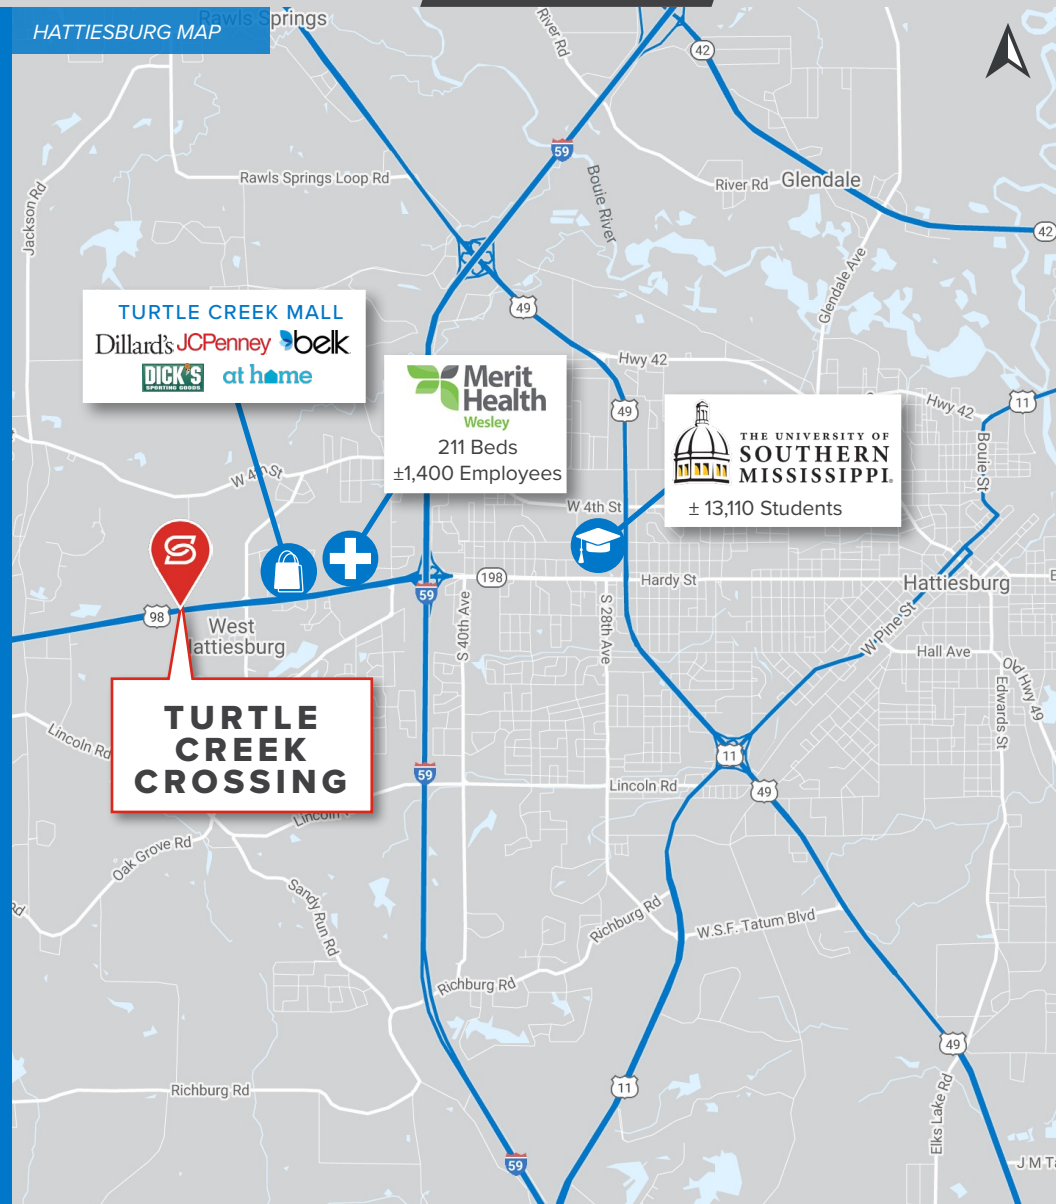 HATTIESBURG MAP
Rawls Springs
River Rd
42
59
Bouie River
Rawls Springs Loop Rd
River Rd
Glendale
Jackson Rd
42
Glendale Ave
49
TURTLE CREEK MALL
Dillard's JCPenney belk
DICK'S
SPORTING GOODS
at home
Hwy 42
Merit
Health
Wesley
211 Beds
±1,400 Employees
49
Hwy 42
11
THE UNIVERSITY OF
SOUTHERN
MISSISSIPPI
± 13,110 Students
Bouie St
W 4th St
W 4th St
198
Hardy St
Hattiesburg
59
98
West
Hattiesburg
S 40th Ave
S 28th Ave
W Pine St
Hall Ave
Old Hwy 49
Edwards St
TURTLE
CREEK
CROSSING
Lincoln Rd
11
59
Lincoln Rd
49
Lincoln
Oak Grove Rd
Sandy Run Rd
Richburg Rd
W.S.F. Tatum Blvd
Richburg Rd
49
Richburg Rd
11
Elks Lake Rd
59
J M Ta